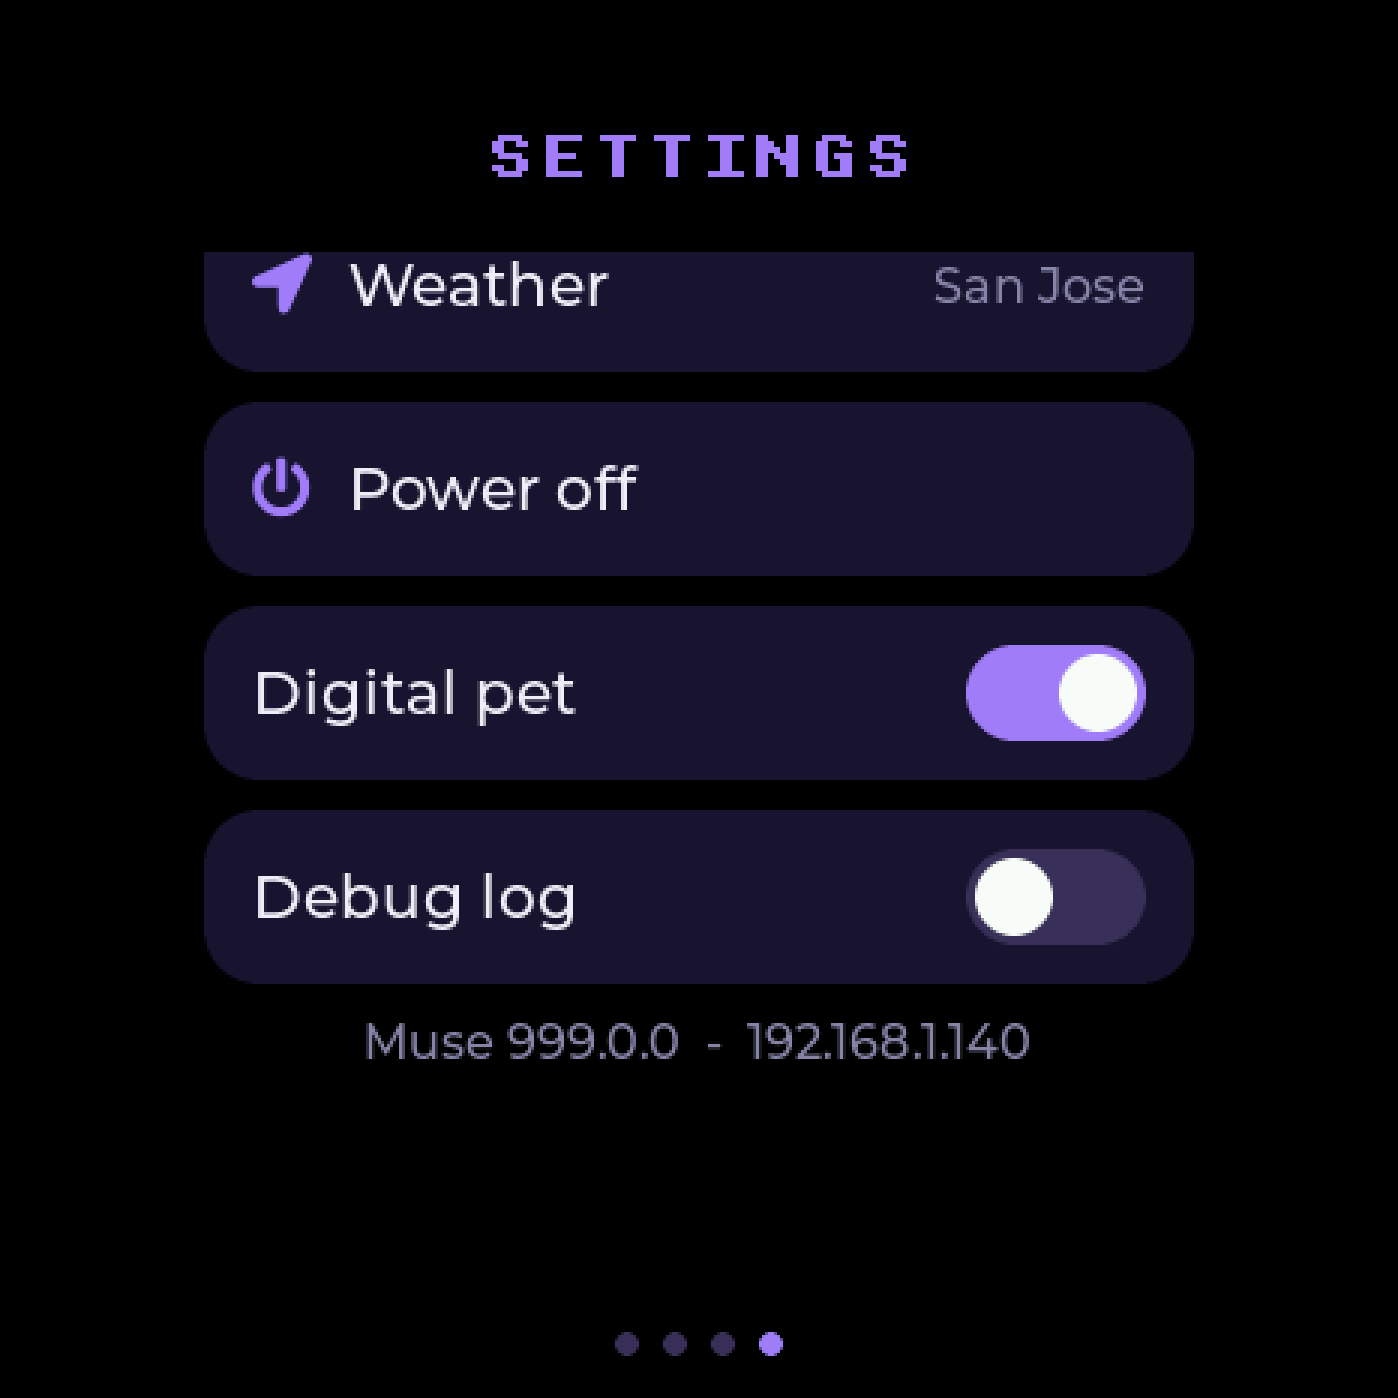 SETTINGS
Weather San Jose
Power off
Digital pet
Debug log
Muse 999.0.0 - 192.168.1.140